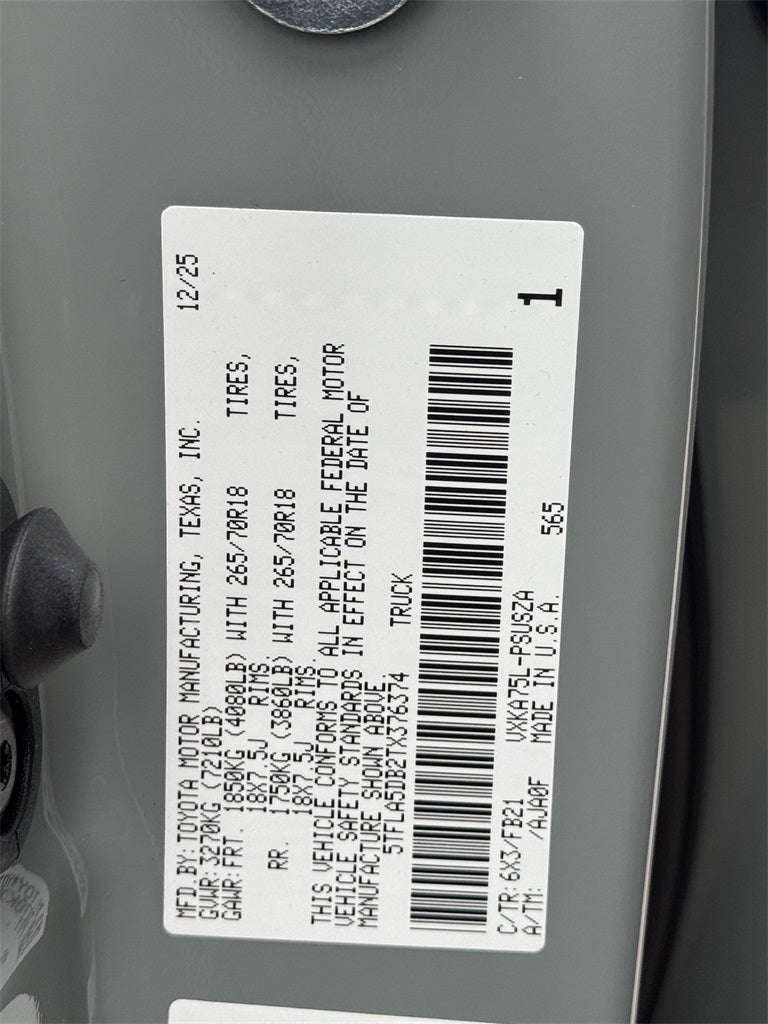 MFD.BY:TOYOTA MOTOR MANUFACTURING, TEXAS, INC. 12/25
GVWR:3270KG (7210LB)
GAWR:FRT. 1850KG (4080LB) WITH 265/70R18 TIRES,
18X7.5J RIMS.
RR. 1750KG (3860LB) WITH 265/70R18 TIRES,
18X7.5J RIMS.
THIS VEHICLE CONFORMS TO ALL APPLICABLE FEDERAL MOTOR
VEHICLE SAFETY STANDARDS IN EFFECT ON THE DATE OF
MANUFACTURE SHOWN ABOVE.
5TFLA5DB2TX376374 TRUCK
C/TR:6X3/FB21 VXKA75L-PSUSZA 1
A/TM: /AJA0F MADE IN U.S.A. 565